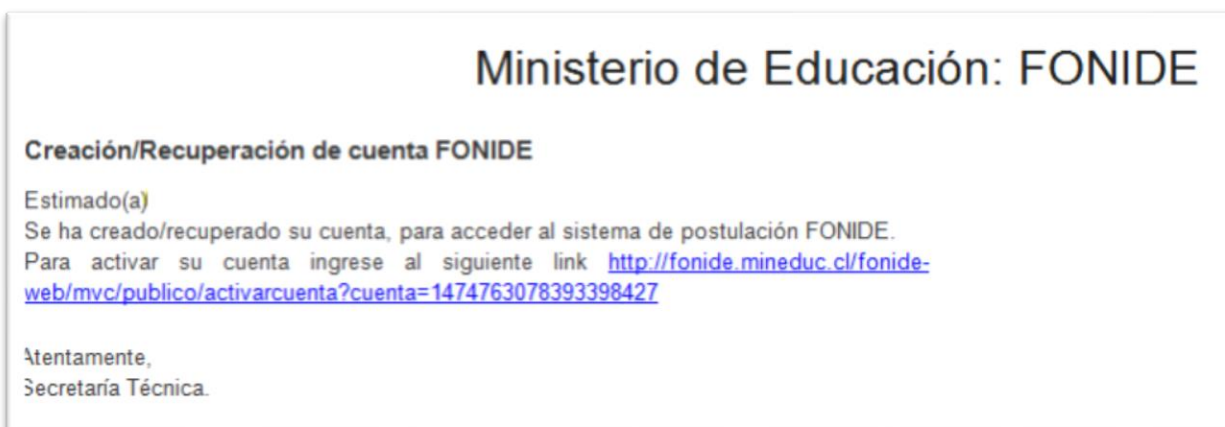 Ministerio de Educación: FONIDE
Creación/Recuperación de cuenta FONIDE
Estimado(a)
Se ha creado/recuperado su cuenta, para acceder al sistema de postulación FONIDE.
Para activar su cuenta ingrese al siguiente link http://fonide.mineduc.cl/fonide-
web/mvc/publico/activarcuenta?cuenta=1474763078393398427
Atentamente,
Secretaría Técnica.